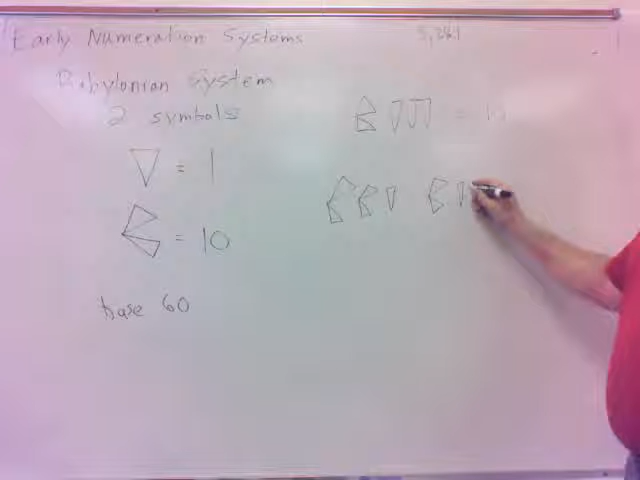 Early Numeration Systems
Babylonian System
2 symbols
▽ = 1
= 10
base 60